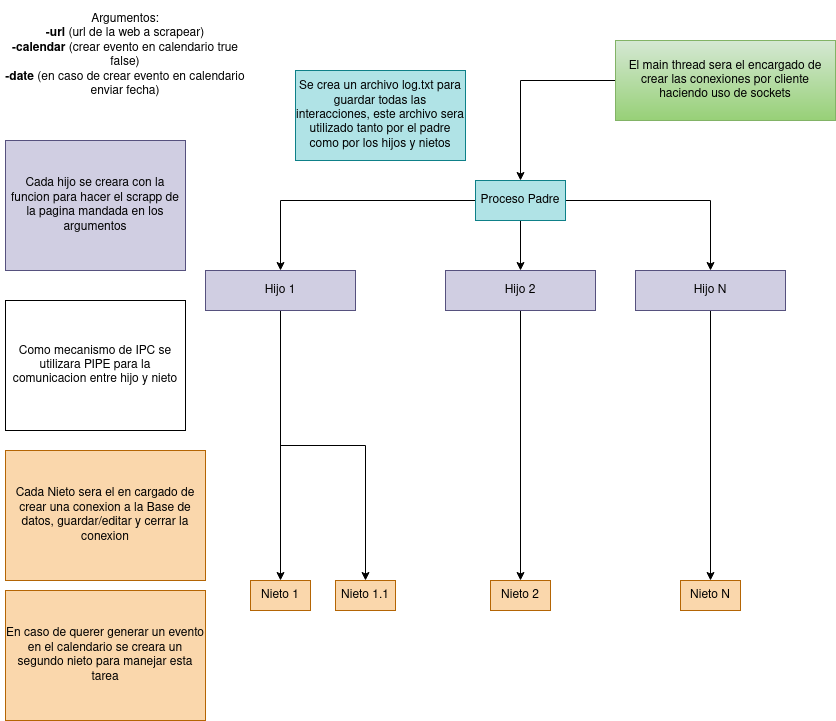 Argumentos:
-url (url de la web a scrapear)
-calendar (crear evento en calendario true
false)
-date (en caso de crear evento en calendario
enviar fecha)
El main thread sera el encargado de
crear las conexiones por cliente
haciendo uso de sockets
Se crea un archivo log.txt para
guardar todas las
interacciones, este archivo sera
utilizado tanto por el padre
como por los hijos y nietos
Proceso Padre
Cada hijo se creara con la
funcion para hacer el scrapp de
la pagina mandada en los
argumentos
Hijo 1
Hijo 2
Hijo N
Como mecanismo de IPC se
utilizara PIPE para la
comunicacion entre hijo y nieto
Cada Nieto sera el en cargado de
crear una conexion a la Base de
datos, guardar/editar y cerrar la
conexion
Nieto 1
Nieto 1.1
Nieto 2
Nieto N
En caso de querer generar un evento
en el calendario se creara un
segundo nieto para manejar esta
tarea